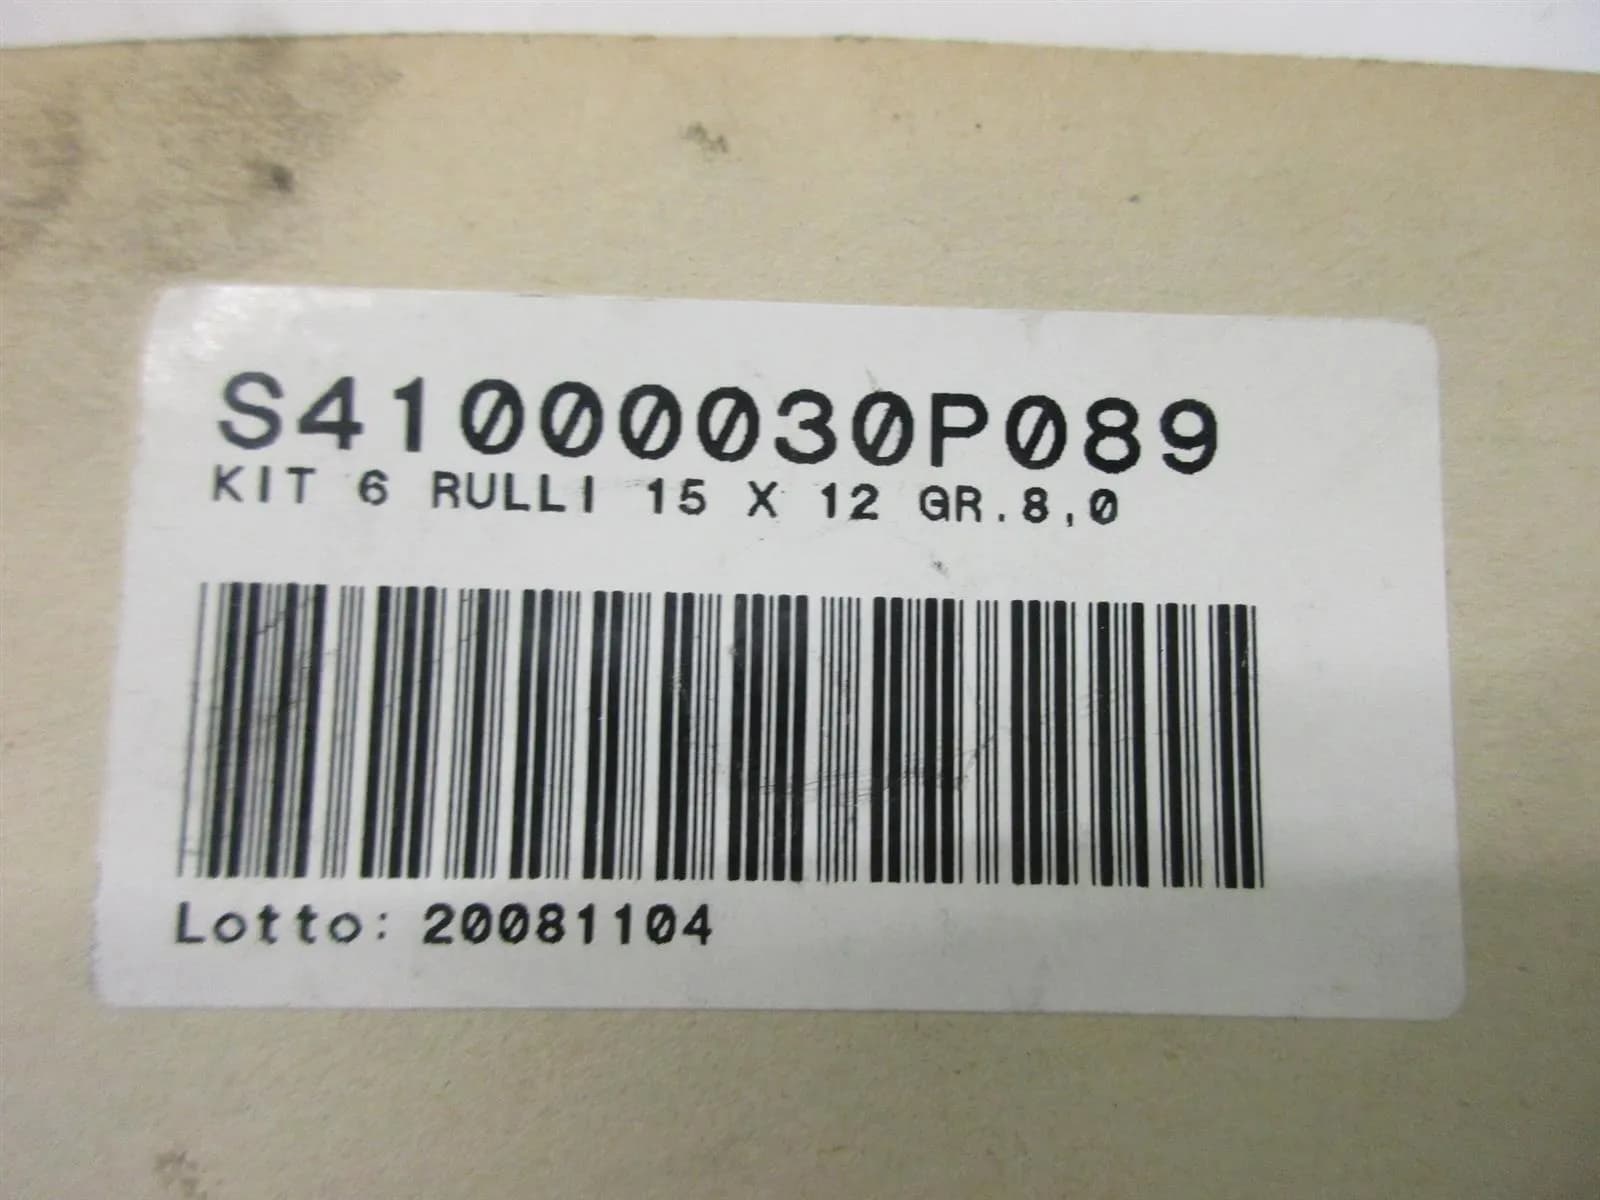 S41000030P089
KIT 6 RULLI 15 X 12 GR.8,0
Lotto: 20081104